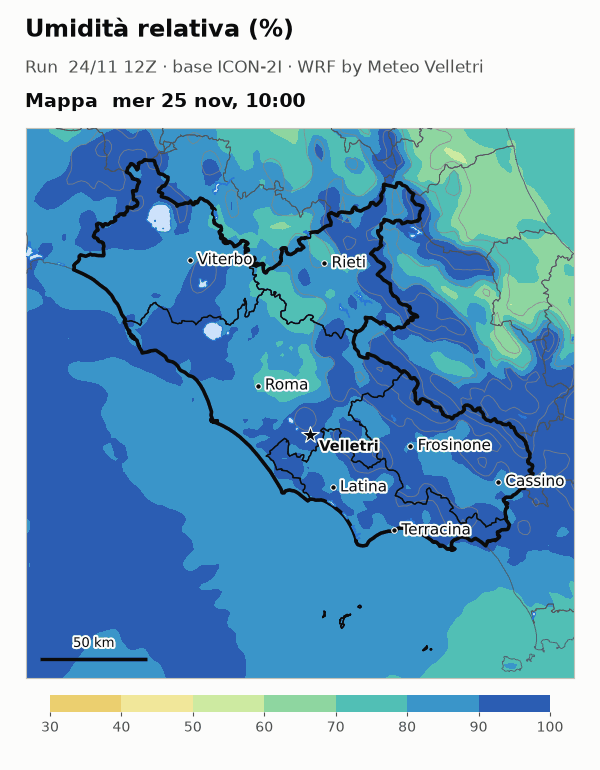 Umidità relativa (%)
Run  24/11 12Z · base ICON-2I · WRF by Meteo Velletri
Mappa  mer 25 nov, 10:00
Viterbo
Rieti
Roma
Velletri
Frosinone
Cassino
Latina
Terracina
50 km
30 40 50 60 70 80 90 100